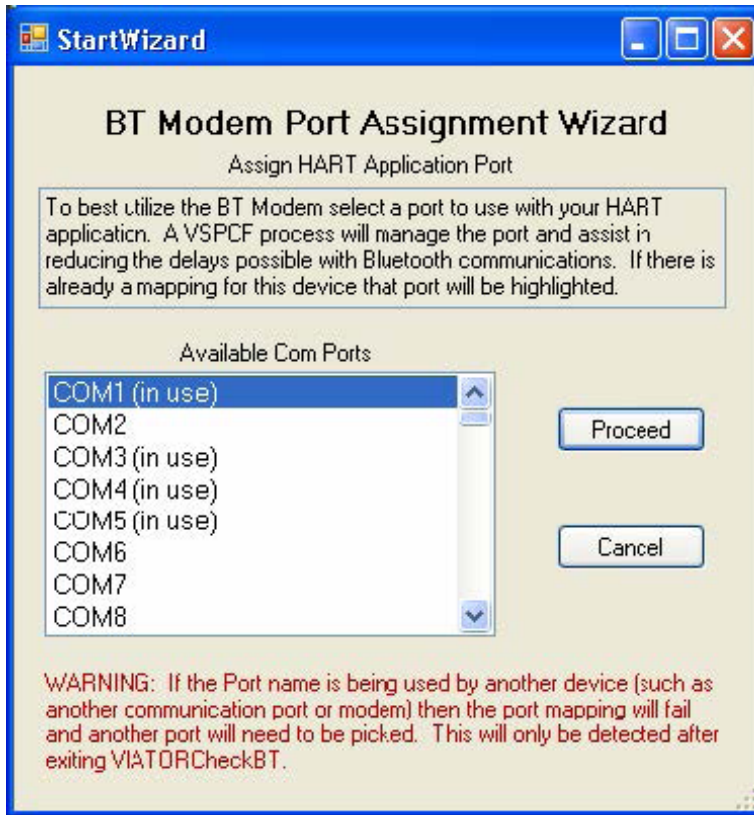 StartWizard
BT Modem Port Assignment Wizard
Assign HART Application Port
To best utilize the BT Modem select a port to use with your HART
application. A VSPCF process will manage the port and assist in
reducing the delays possible with Bluetooth communications. If there is
already a mapping for this device that port will be highlighted.
Available Com Ports
COM1 (in use)
COM2
COM3 (in use)
COM4 (in use)
COM5 (in use)
COM6
COM7
COM8
Proceed
Cancel
WARNING: If the Port name is being used by another device (such as
another communication port or modem) then the port mapping will fail
and another port will need to be picked. This will only be detected after
exiting VIATORCheckBT.